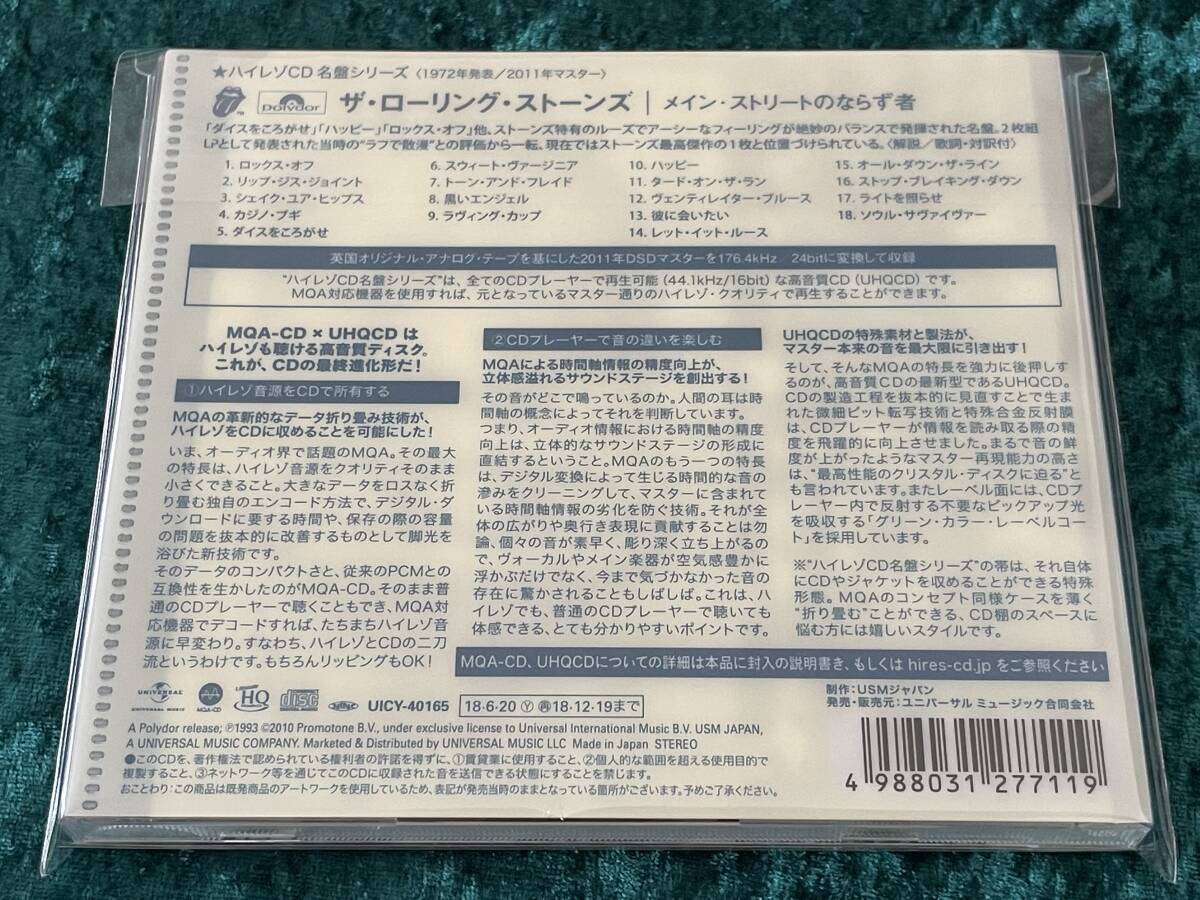 ★ハイレゾCD 名盤シリーズ〈1972年発表/2011年マスター〉
Polydor ザ・ローリング・ストーンズ│メイン・ストリートのならず者
「ダイスをころがせ」「ハッピー」「ロックス・オフ」他、ストーンズ特有のルーズでアーシーなフィーリングが絶妙のバランスで発揮された名盤。2枚組
LPとして発表された当時の“ラフで散漫”との評価から一転、現在ではストーンズ最高傑作の1枚と位置づけられている。〈解説/歌詞・対訳付〉
1. ロックス・オフ
2. リップ・ジス・ジョイント
3. シェイク・ユア・ヒップス
4. カジノ・ブギ
5. ダイスをころがせ
6. スウィート・ヴァージニア
7. トーン・アンド・フレイド
8. 黒いエンジェル
9. ラヴィング・カップ
10. ハッピー
11. タード・オン・ザ・ラン
12. ヴェンティレイター・ブルース
13. 彼に会いたい
14. レット・イット・ルース
15. オール・ダウン・ザ・ライン
16. ストップ・ブレイキング・ダウン
17. ライトを照らせ
18. ソウル・サヴァイヴァー
英国オリジナル・アナログ・テープを基にした2011年DSDマスターを176.4kHz 24bitに変換して収録
“ハイレゾCD名盤シリーズ”は、全てのCDプレーヤーで再生可能(44.1kHz/16bit)な高音質CD(UHQCD)です。
MQA対応機器を使用すれば、元となっているマスター通りのハイレゾ・クオリティで再生することができます。
MQA-CD × UHQCD は
ハイレゾも聴ける高音質ディスク。
これが、CDの最終進化形だ!
①ハイレゾ音源をCDで所有する
MQAの革新的なデータ折り畳み技術が、
ハイレゾをCDに収めることを可能にした!
いま、オーディオ界で話題のMQA。その最大
の特長は、ハイレゾ音源をクオリティそのまま
小さくできること。大きなデータをロスなく折
り畳む独自のエンコード方法で、デジタル・ダ
ウンロードに要する時間や、保存の際の容量
の問題を抜本的に改善するものとして脚光を
浴びた新技術です。
そのデータのコンパクトさと、従来のPCMとの
互換性を生かしたのがMQA-CD。そのまま普
通のCDプレーヤーで聴くこともでき、MQA対
応機器でデコードすれば、たちまちハイレゾ音
源に早変わり。すなわち、ハイレゾとCDの二刀
流というわけです。もちろんリッピングもOK!
②CDプレーヤーで音の違いを楽しむ
MQAによる時間軸情報の精度向上が、
立体感溢れるサウンドステージを創出する!
その音がどこで鳴っているのか。人間の耳は時
間軸の概念によってそれを判断しています。
つまり、オーディオ情報における時間軸の精度
向上は、立体的なサウンドステージの形成に
直結するということ。MQAのもう一つの特長
は、デジタル変換によって生じる時間的な音の
滲みをクリーニングして、マスターに含まれて
いる時間軸情報の劣化を防ぐ技術。それが全
体の広がりや奥行き表現に貢献することは勿
論、個々の音が素早く、彫り深く立ち上がるの
で、ヴォーカルやメイン楽器が空気感豊かに
浮かぶだけでなく、今まで気づかなかった音の
存在に驚かされることもしばしば。これは、ハ
イレゾでも、普通のCDプレーヤーで聴いても
体感できる、とても分かりやすいポイントです。
UHQCDの特殊素材と製法が、
マスター本来の音を最大限に引き出す!
そして、そんなMQAの特長を強力に後押しす
るのが、高音質CDの最新型であるUHQCD。
CDの製造工程を抜本的に見直すことで生ま
れた微細ピット転写技術と特殊合金反射膜
は、CDプレーヤーが情報を読み取る際の精
度を飛躍的に向上させました。まるで音の鮮
度が上がったようなマスター再現能力の高さ
は、“最高性能のクリスタル・ディスクに迫る”と
も言われています。またレーベル面には、CDプ
レーヤー内で反射する不要なピックアップ光
を吸収する「グリーン・カラー・レーベルコー
ト」を採用しています。
※“ハイレゾCD名盤シリーズ”の帯は、それ自体
にCDやジャケットを収めることができる特殊
形態。MQAのコンセプト同様ケースを薄く
“折り畳む”ことができる、CD棚のスペースに
悩む方には嬉しいスタイルです。
MQA-CD、UHQCDについての詳細は本品に封入の説明書き、もしくは hires-cd.jp をご参照ください
UNIVERSAL UNIVERSAL MUSIC MQA-CD HQ disc UICY-40165 18・6・20 Ⓨ 再18・12・19まで
制作:USMジャパン
発売・販売元:ユニバーサル ミュージック合同会社
A Polydor release; ℗1993 ©2010 Promotone B.V., under exclusive license to Universal International Music B.V. USM JAPAN,
A UNIVERSAL MUSIC COMPANY. Marketed & Distributed by UNIVERSAL MUSIC LLC Made in Japan STEREO
●このCDを、著作権法で認められている権利者の許諾を得ずに、①賃貸業に使用すること、②個人的な範囲を超える使用目的で
複製すること、③ネットワーク等を通じてこのCDに収録された音を送信できる状態にすることを禁じます。
おことわり:この商品は既発商品のアートワークを使用しているため、表記が発売当時のままとなっている箇所がございます。予めご了承ください。
4 988031 277119